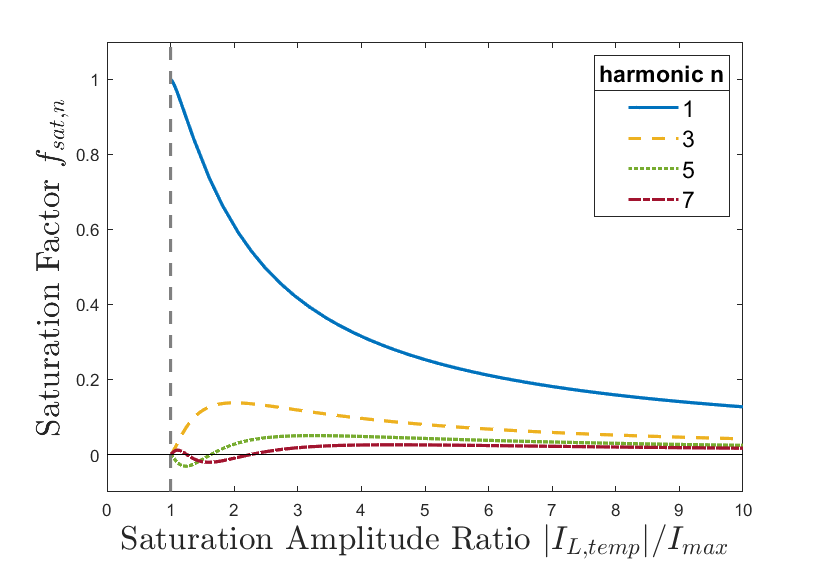 harmonic n
1
3
5
7
1
0.8
0.6
0.4
0.2
0
0 1 2 3 4 5 6 7 8 9 10
Saturation Factor f_{sat,n}
Saturation Amplitude Ratio |I_{L,temp}|/I_{max}